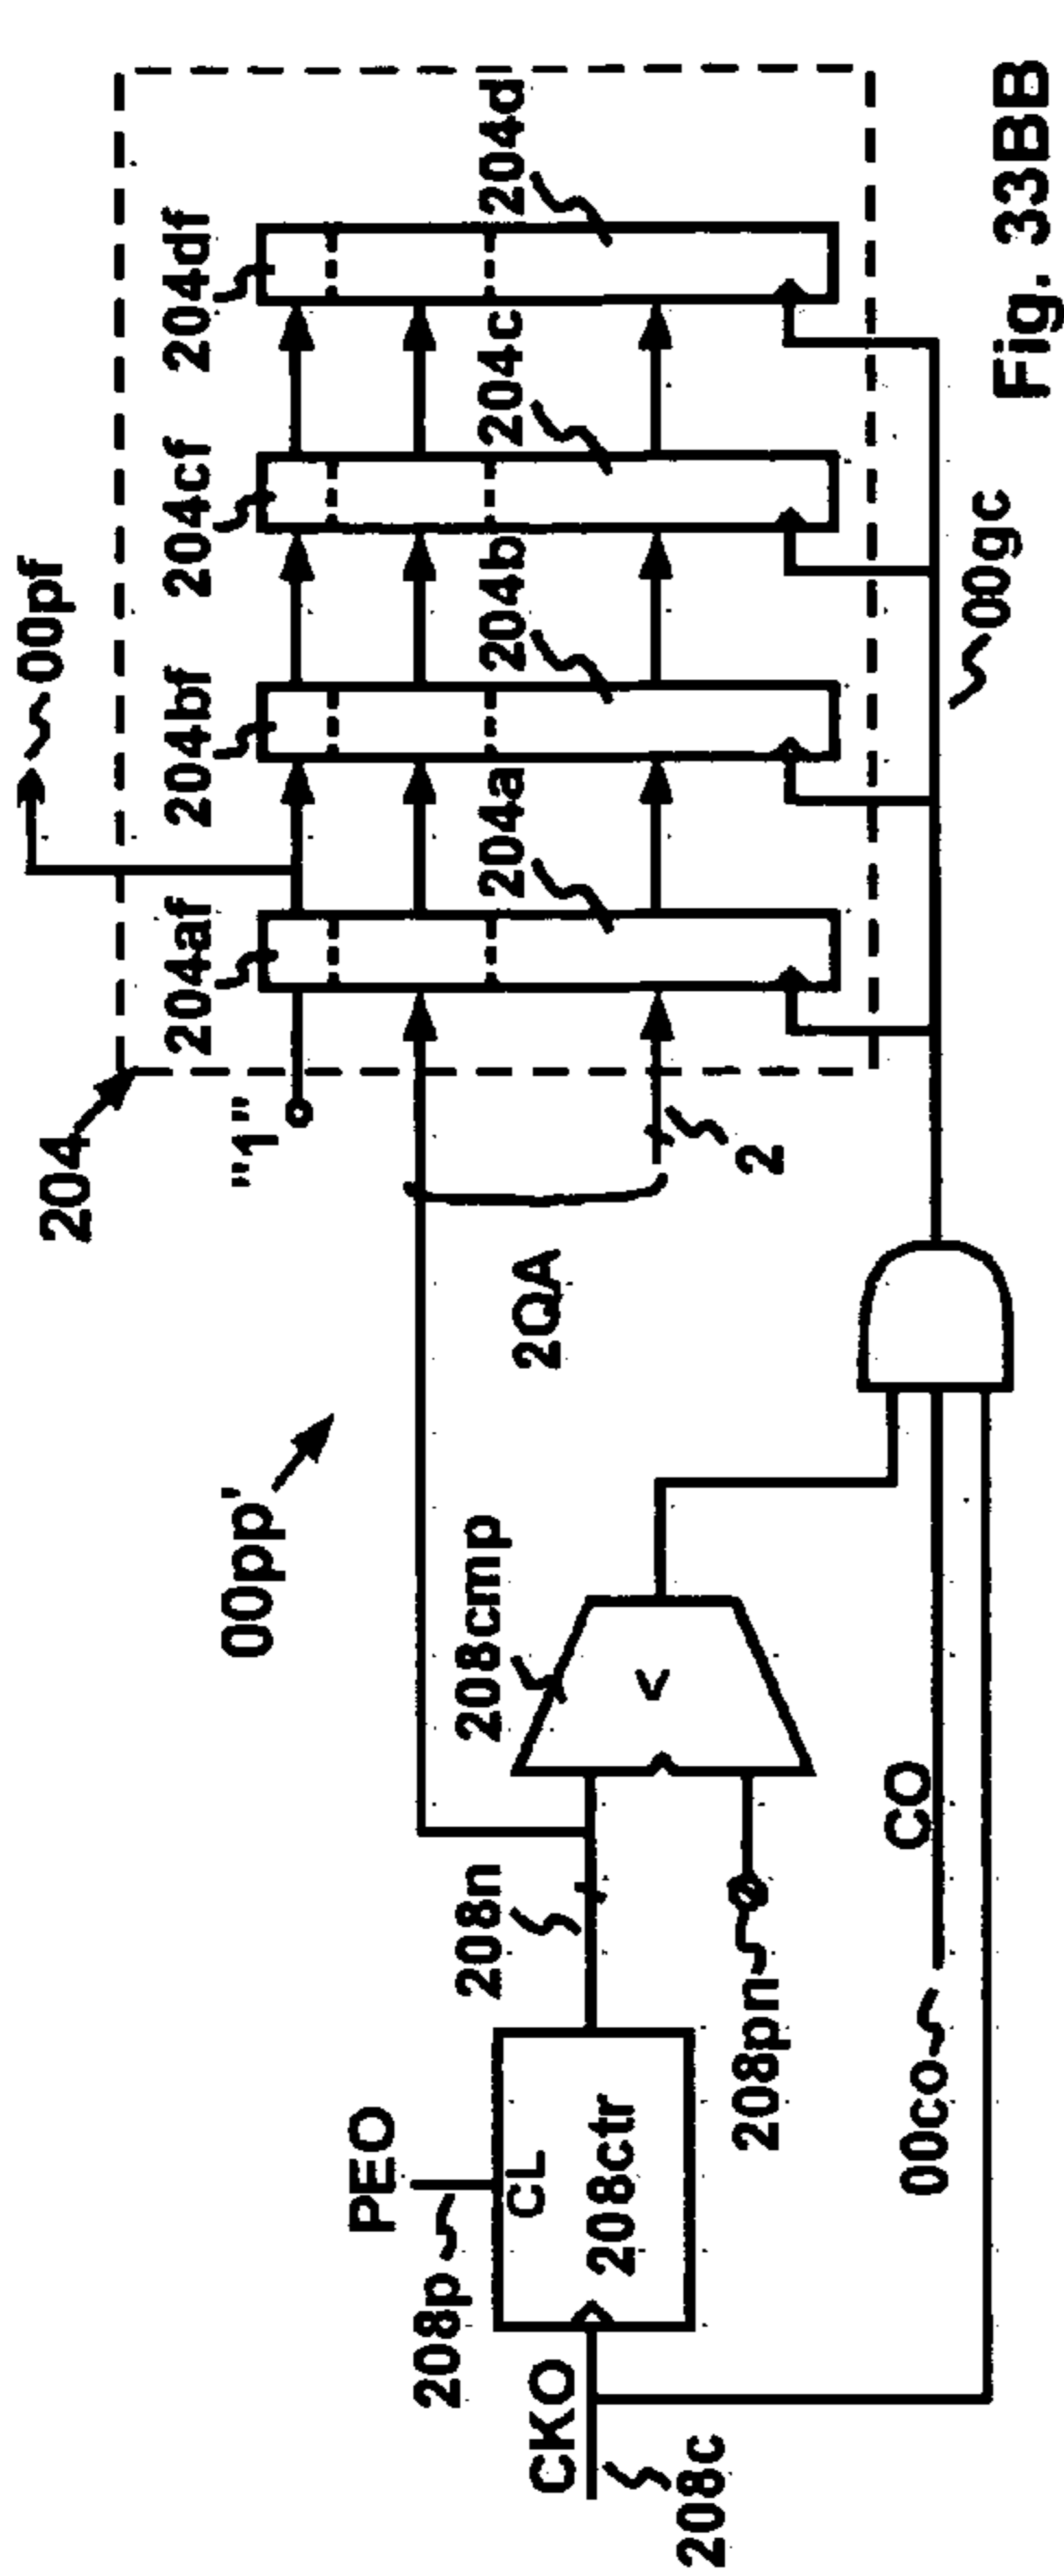 204
00pf
204af
204bf
204cf
204df
"1"
204a
204b
204c
204d
2QA
2
00pp'
PEO
208p
CL
208ctr
CKO
208c
208n
208cmp
<
208pn
CO
00co
00gc
Fig. 33BB